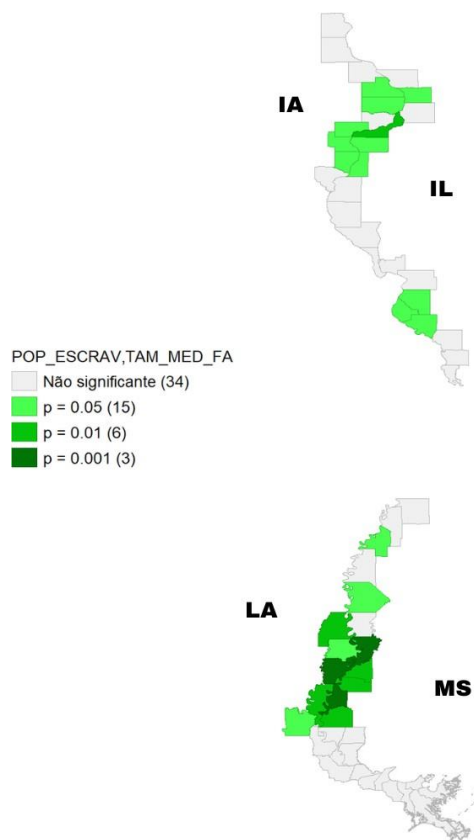 IA
IL
POP_ESCRAV,TAM_MED_FA
Não significante (34)
p = 0.05 (15)
p = 0.01 (6)
p = 0.001 (3)
LA
MS